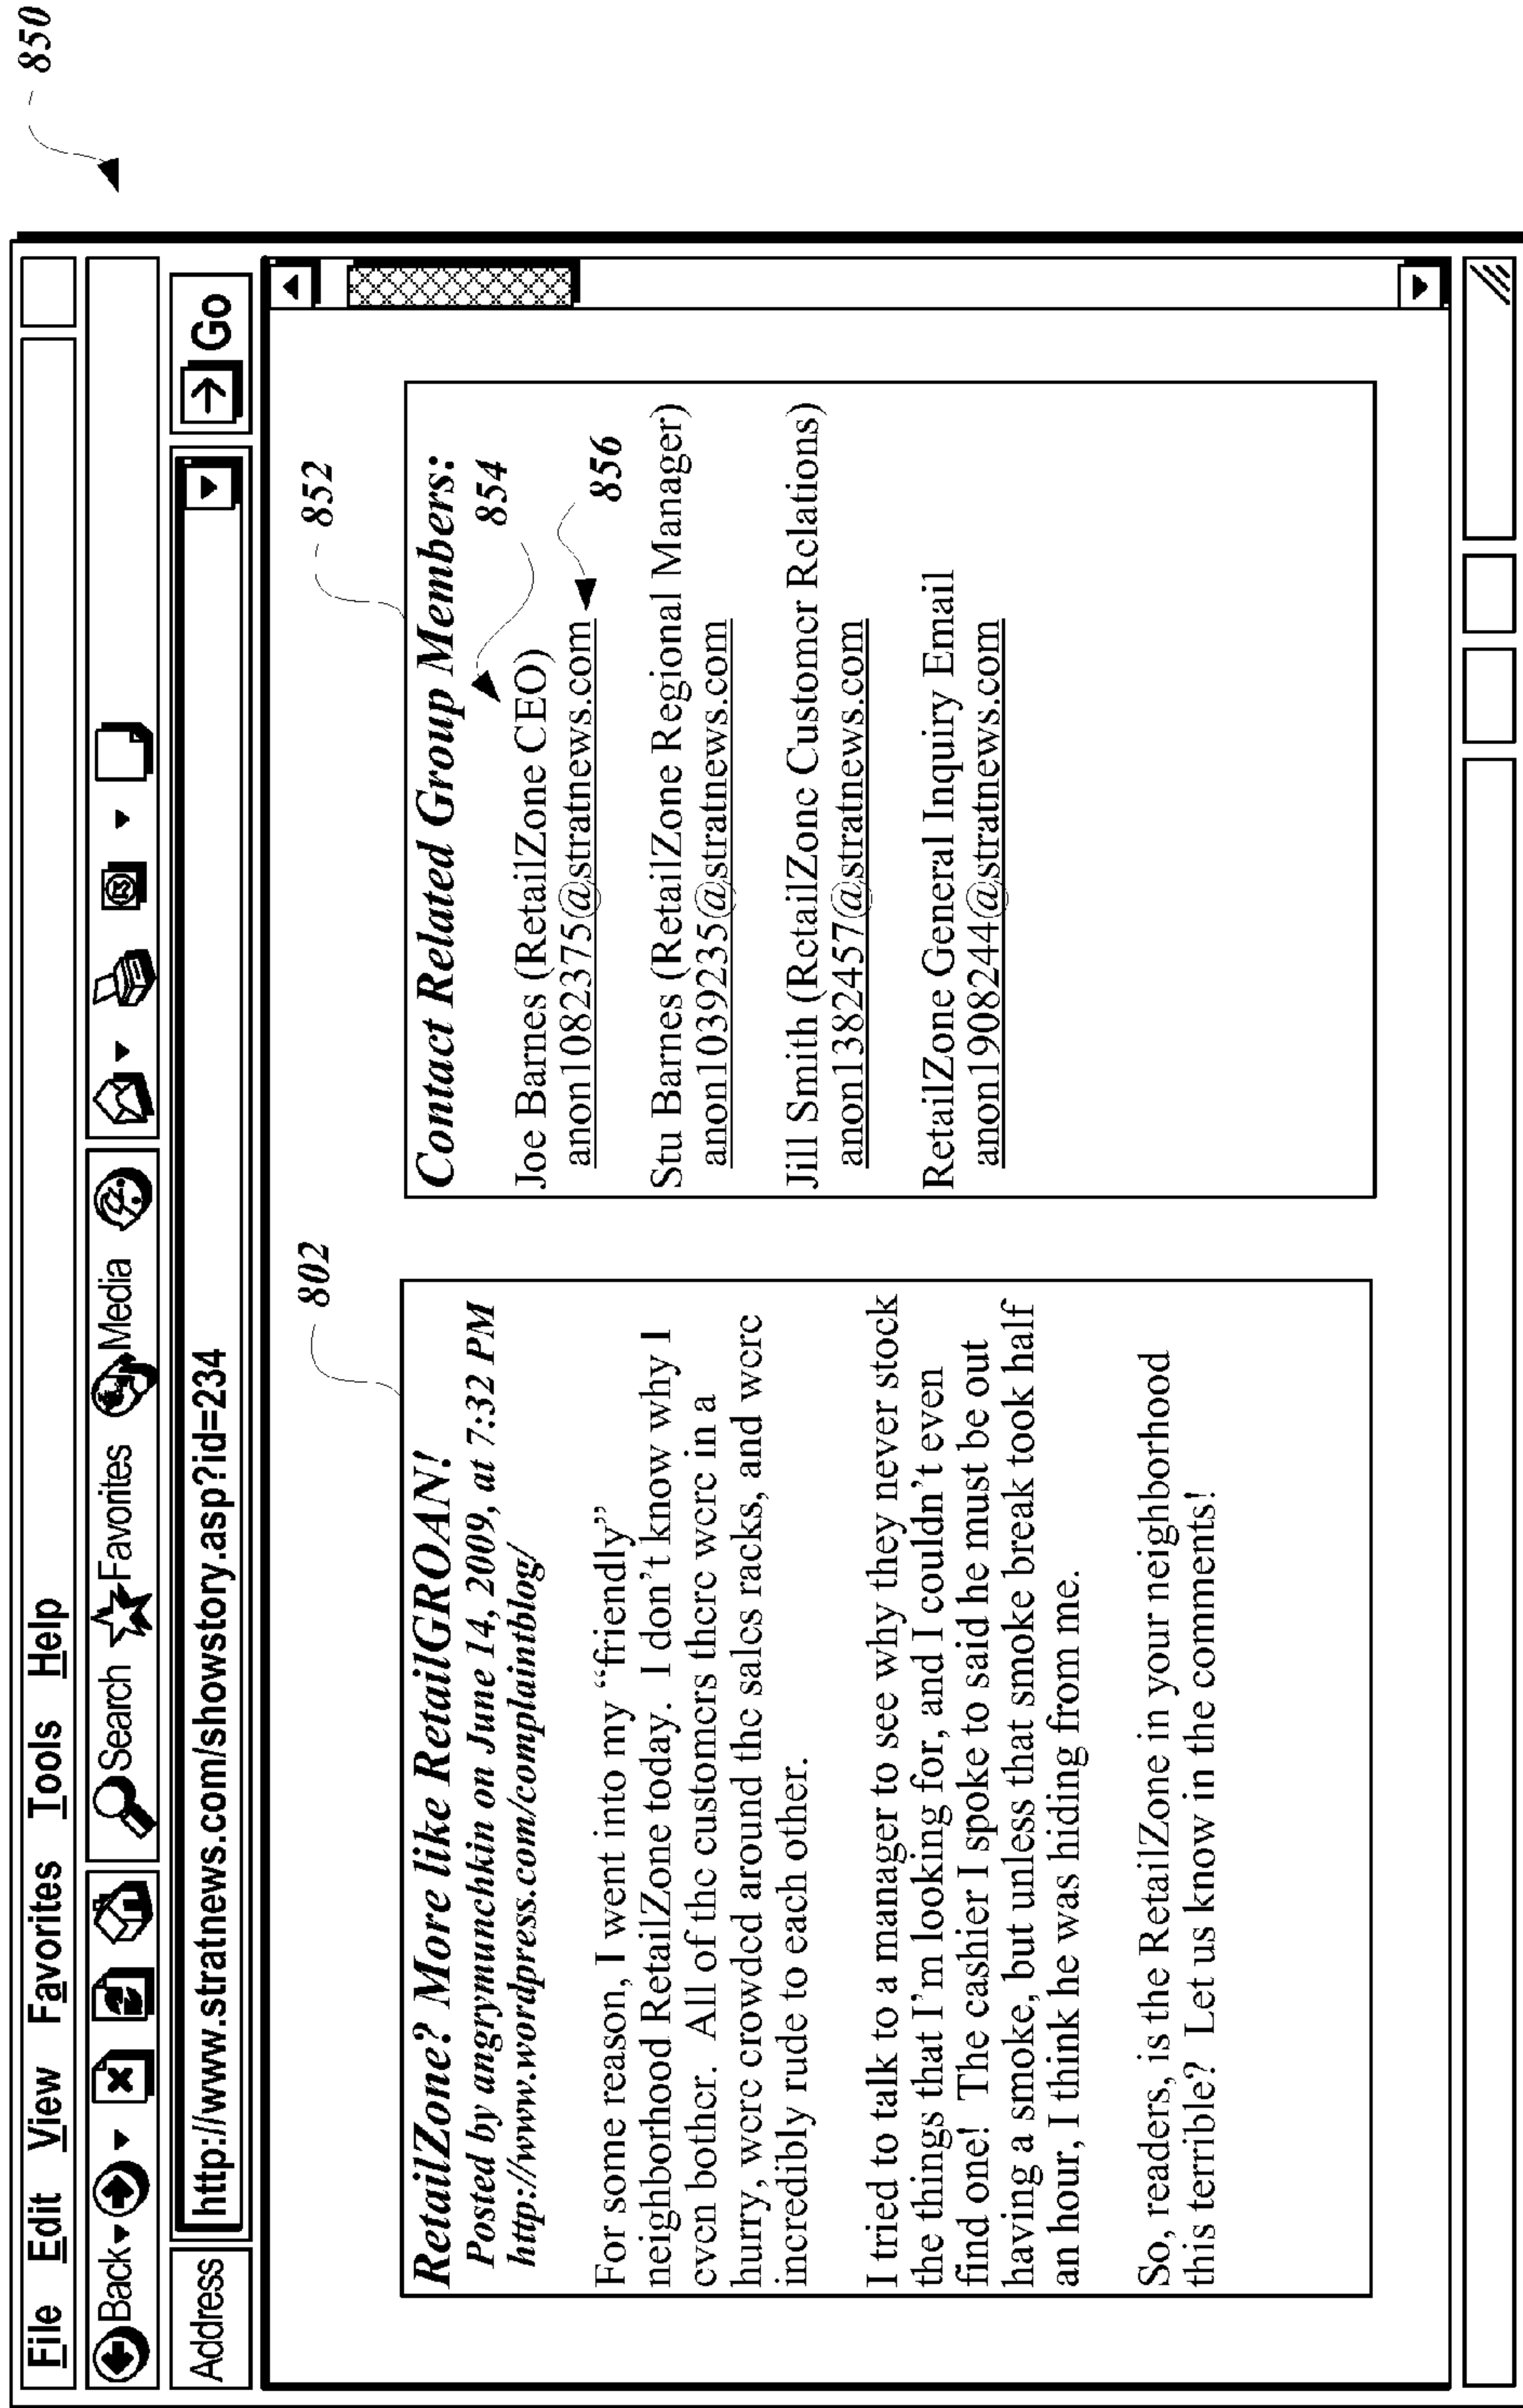 850
File Edit View Favorites Tools Help
Back Search Favorites Media
Address http://www.stratnews.com/showstory.asp?id=234 Go
802
RetailZone? More like RetailGROAN!
Posted by angrymunchkin on June 14, 2009, at 7:32 PM
http://www.wordpress.com/complaintblog/
For some reason, I went into my “friendly”
neighborhood RetailZone today. I don’t know why I
even bother. All of the customers there were in a
hurry, were crowded around the sales racks, and were
incredibly rude to each other.
I tried to talk to a manager to see why they never stock
the things that I’m looking for, and I couldn’t even
find one! The cashier I spoke to said he must be out
having a smoke, but unless that smoke break took half
an hour, I think he was hiding from me.
So, readers, is the RetailZone in your neighborhood
this terrible? Let us know in the comments!
852
Contact Related Group Members:
854
Joe Barnes (RetailZone CEO)
anon1082375@stratnews.com
856
Stu Barnes (RetailZone Regional Manager)
anon1039235@stratnews.com
Jill Smith (RetailZone Customer Relations)
anon1382457@stratnews.com
RetailZone General Inquiry Email
anon1908244@stratnews.com